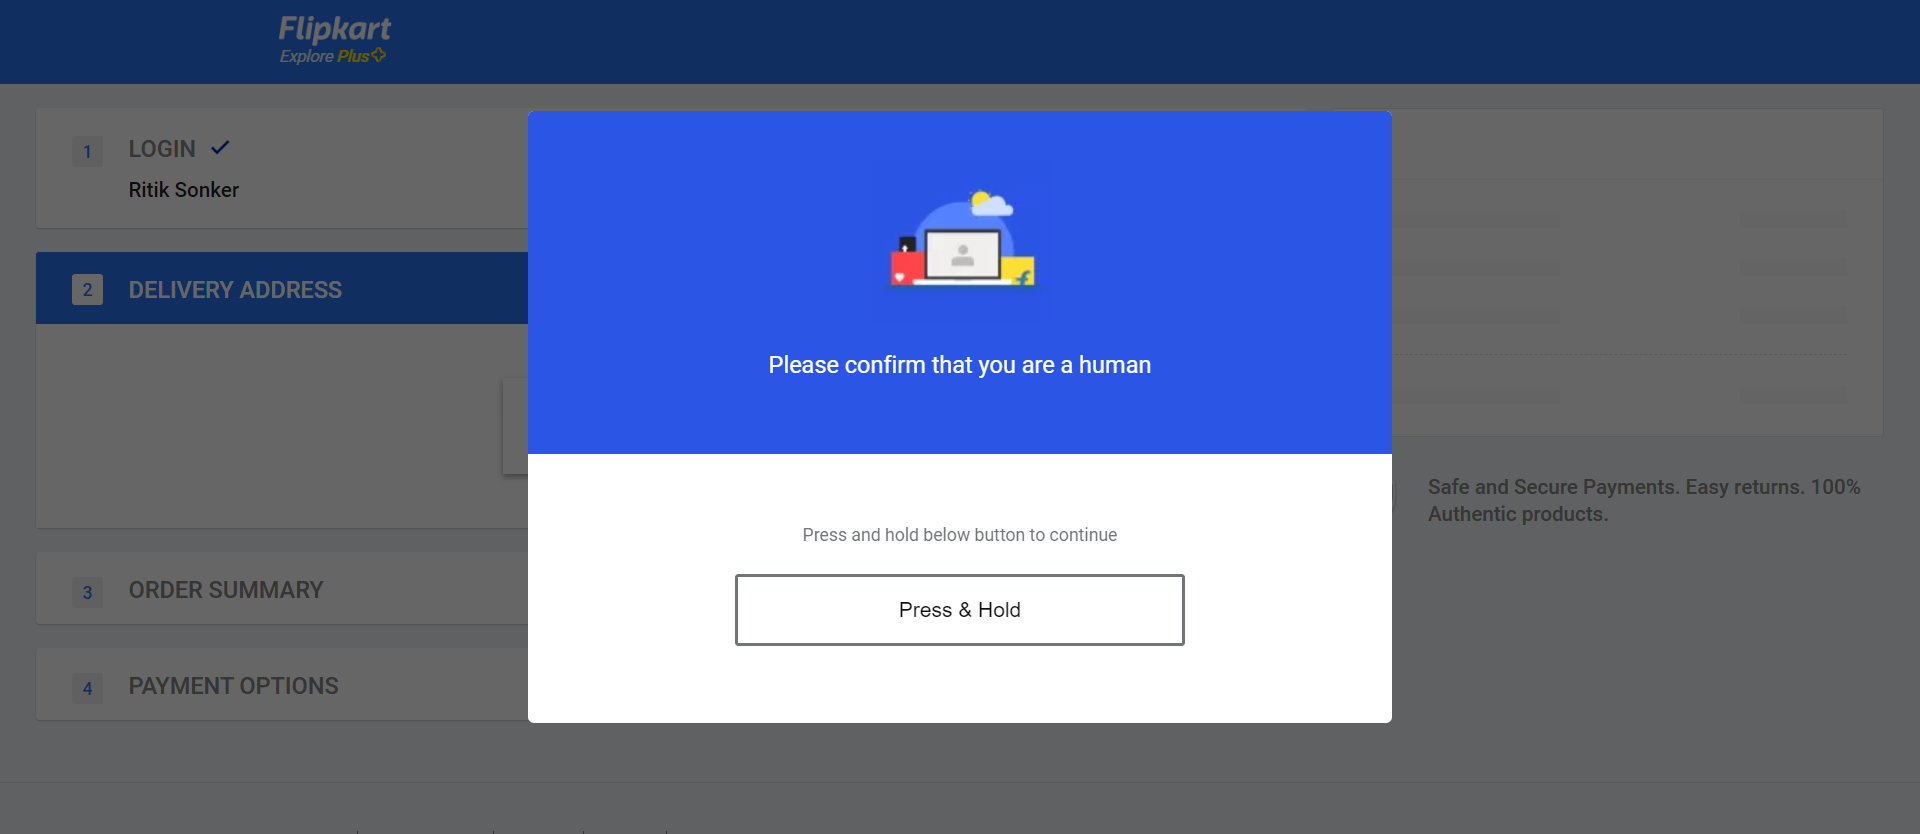 Flipkart
Explore Plus
1 LOGIN
Ritik Sonker
2 DELIVERY ADDRESS
3 ORDER SUMMARY
4 PAYMENT OPTIONS
Please confirm that you are a human
Press and hold below button to continue
Press & Hold
Safe and Secure Payments. Easy returns. 100%
Authentic products.